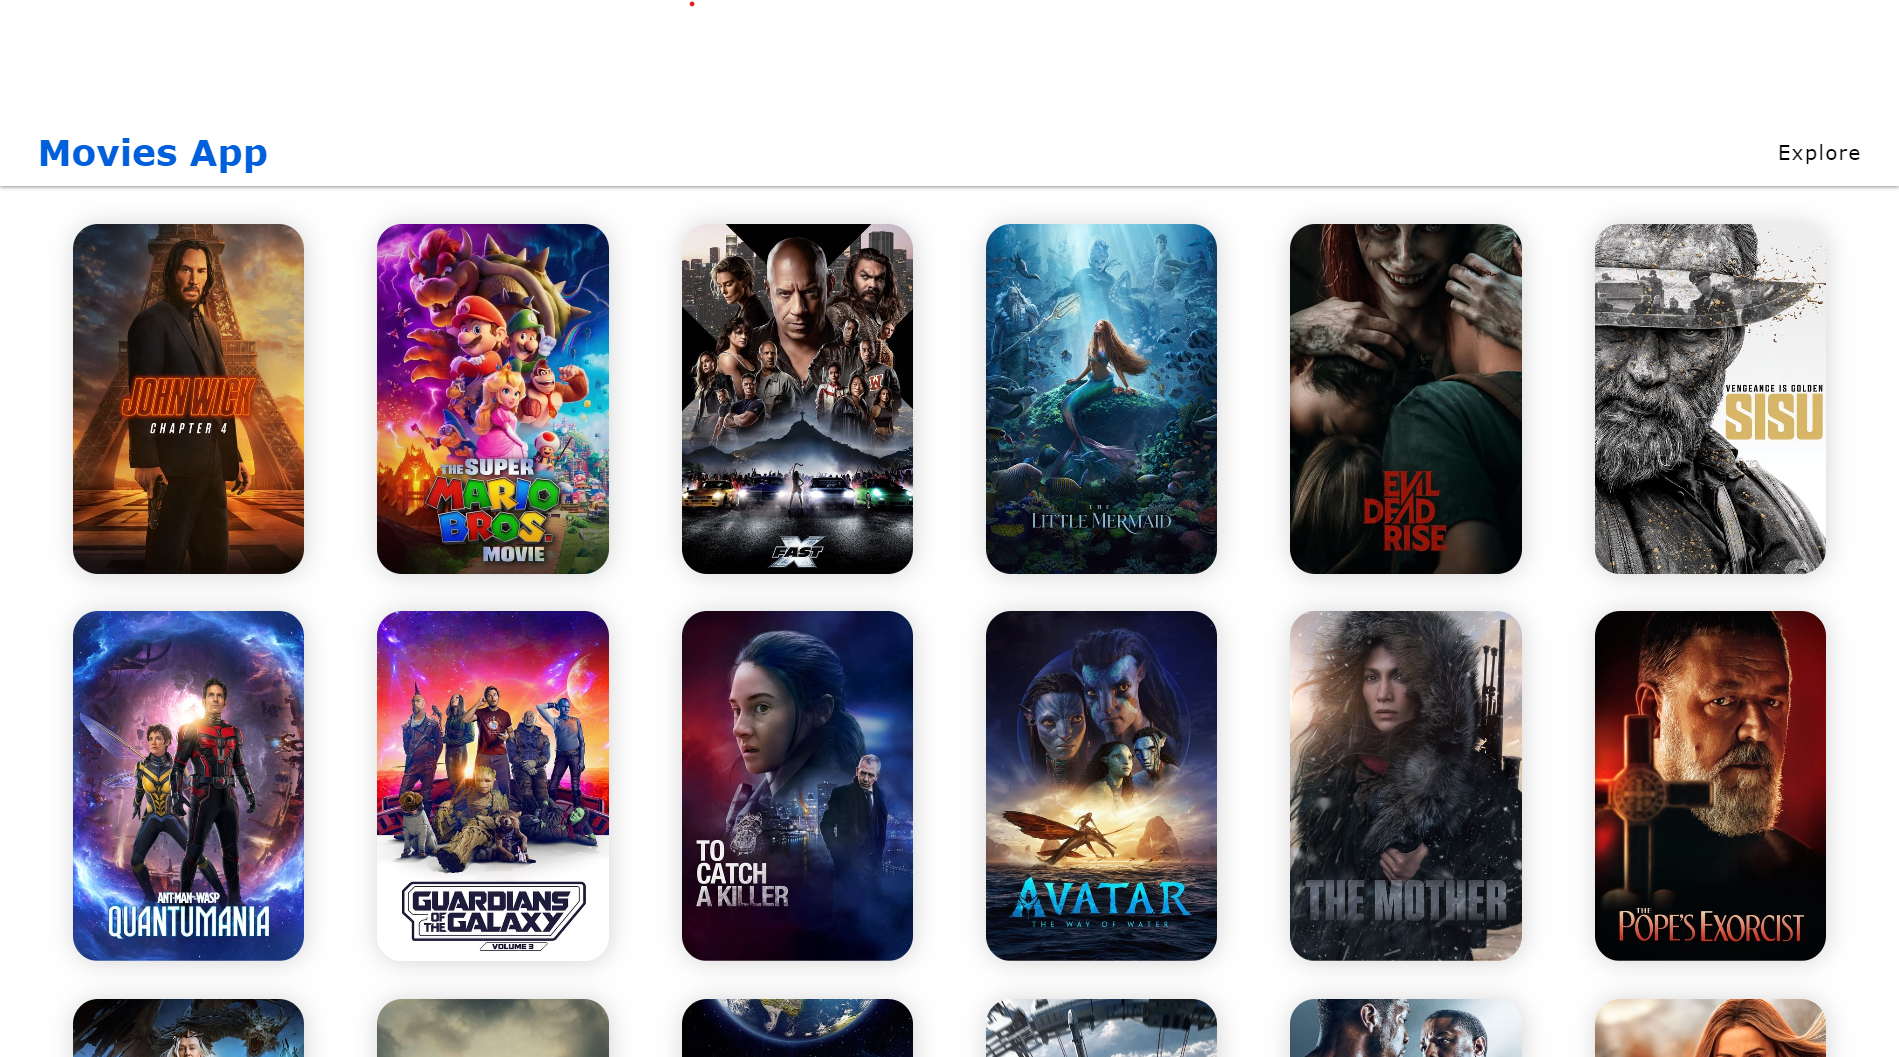 Movies App
Explore
JOHN WICK
CHAPTER 4
THE SUPER
MARIO
BROS.
MOVIE
FAST X
THE
LITTLE MERMAID
EVIL
DEAD
RISE
VENGEANCE IS GOLDEN
SISU
ANT-MAN AND THE WASP
QUANTUMANIA
GUARDIANS
OF THE GALAXY
VOLUME 3
TO
CATCH
A KILLER
AVATAR
THE WAY OF WATER
THE MOTHER
THE
POPE'S EXORCIST